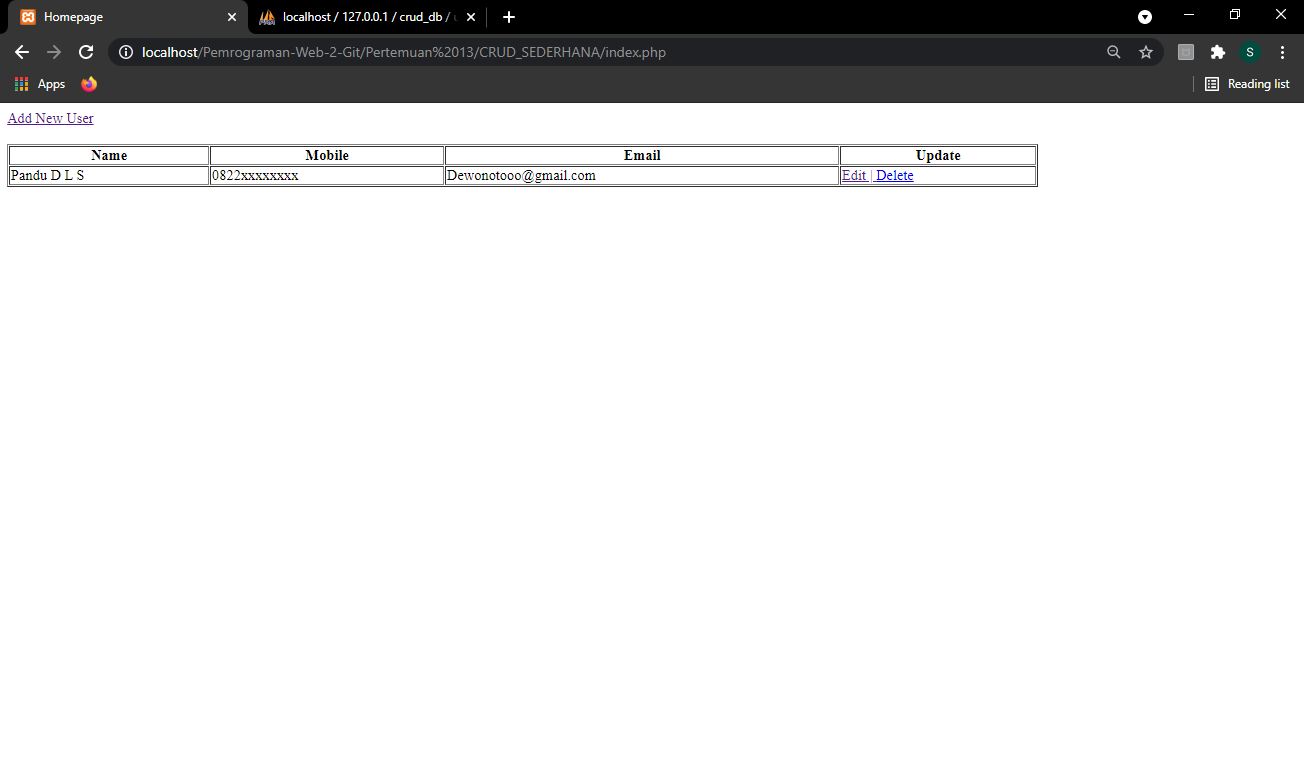 Homepage
localhost / 127.0.0.1 / crud_db /
localhost/Pemrograman-Web-2-Git/Pertemuan%2013/CRUD_SEDERHANA/index.php
S
Apps
Reading list
Add New User
Name Mobile Email Update
Pandu D L S 0822xxxxxxxx Dewonotooo@gmail.com Edit | Delete